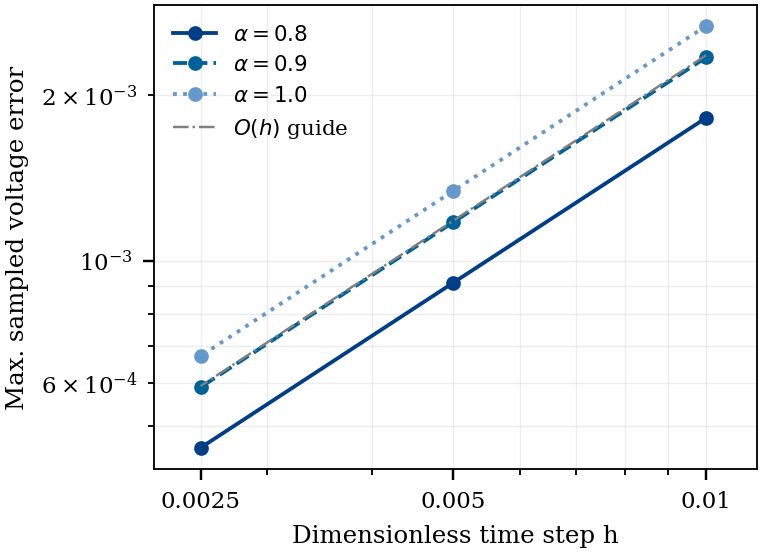 α = 0.8
α = 0.9
α = 1.0
O(h) guide
Max. sampled voltage error
2 × 10⁻³
10⁻³
6 × 10⁻⁴
0.0025 0.005 0.01
Dimensionless time step h